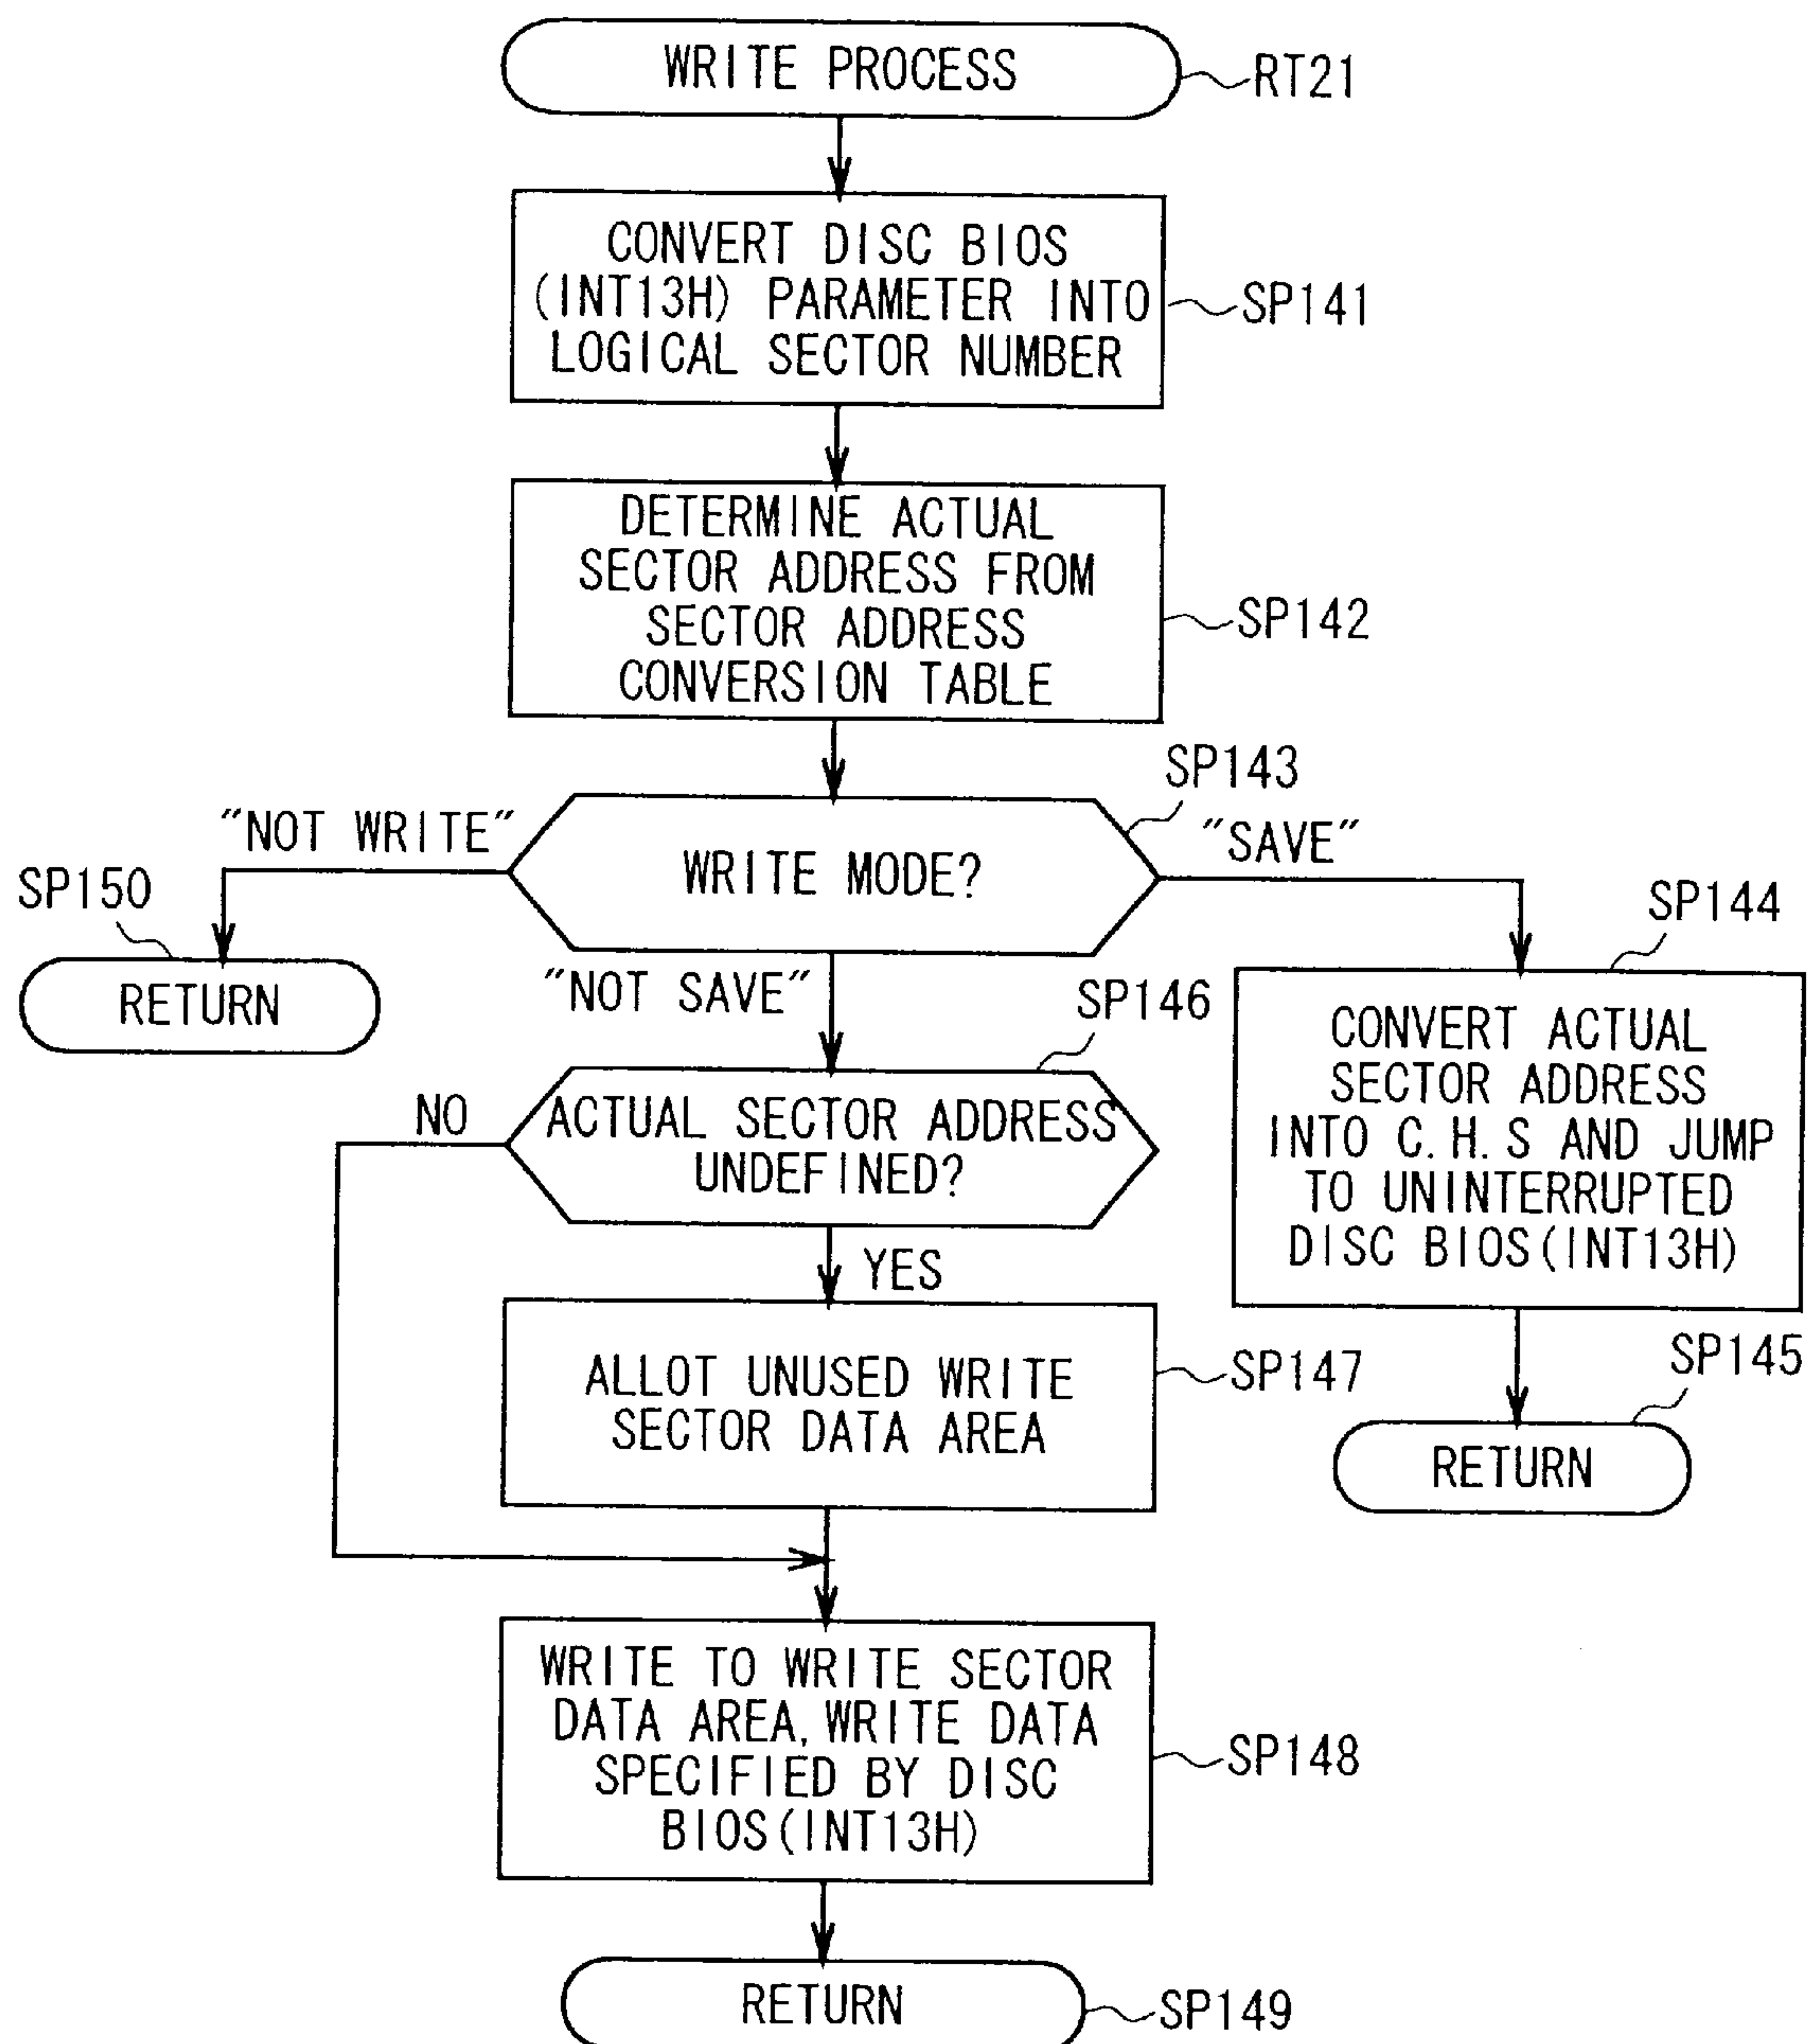 WRITE PROCESS
RT21
CONVERT DISC BIOS
(INT13H) PARAMETER INTO
LOGICAL SECTOR NUMBER
SP141
DETERMINE ACTUAL
SECTOR ADDRESS FROM
SECTOR ADDRESS
CONVERSION TABLE
SP142
SP143
"NOT WRITE"
WRITE MODE?
"SAVE"
SP150
RETURN
"NOT SAVE"
SP144
CONVERT ACTUAL
SECTOR ADDRESS
INTO C.H.S AND JUMP
TO UNINTERRUPTED
DISC BIOS(INT13H)
SP146
NO
ACTUAL SECTOR ADDRESS
UNDEFINED?
YES
SP145
RETURN
ALLOT UNUSED WRITE
SECTOR DATA AREA
SP147
WRITE TO WRITE SECTOR
DATA AREA, WRITE DATA
SPECIFIED BY DISC
BIOS(INT13H)
SP148
RETURN
SP149